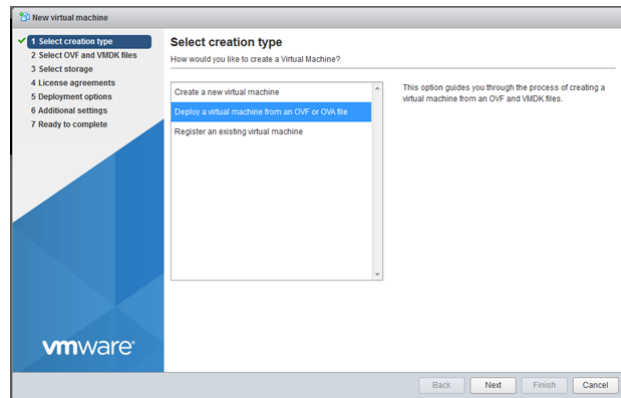 New virtual machine
1 Select creation type
2 Select OVF and VMDK files
3 Select storage
4 License agreements
5 Deployment options
6 Additional settings
7 Ready to complete
Select creation type
How would you like to create a Virtual Machine?
Create a new virtual machine
Deploy a virtual machine from an OVF or OVA file
Register an existing virtual machine
This option guides you through the process of creating a
virtual machine from an OVF and VMDK files.
vmware
Back Next Finish Cancel